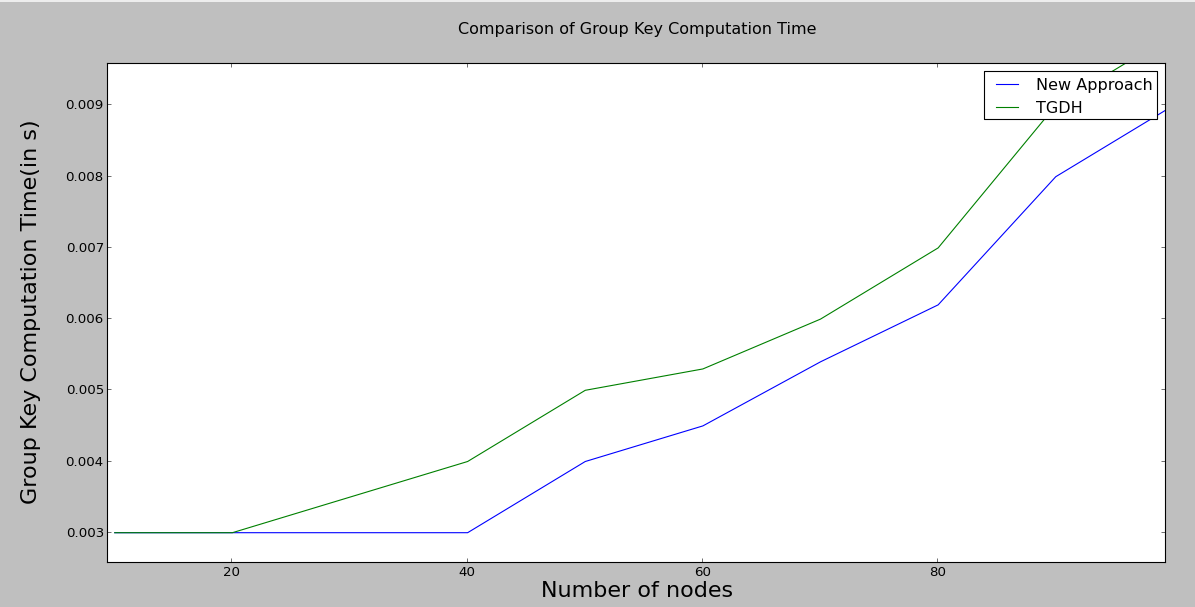 Comparison of Group Key Computation Time
New Approach
TGDH
Group Key Computation Time(in s)
0.009
0.008
0.007
0.006
0.005
0.004
0.003
20 40 60 80
Number of nodes